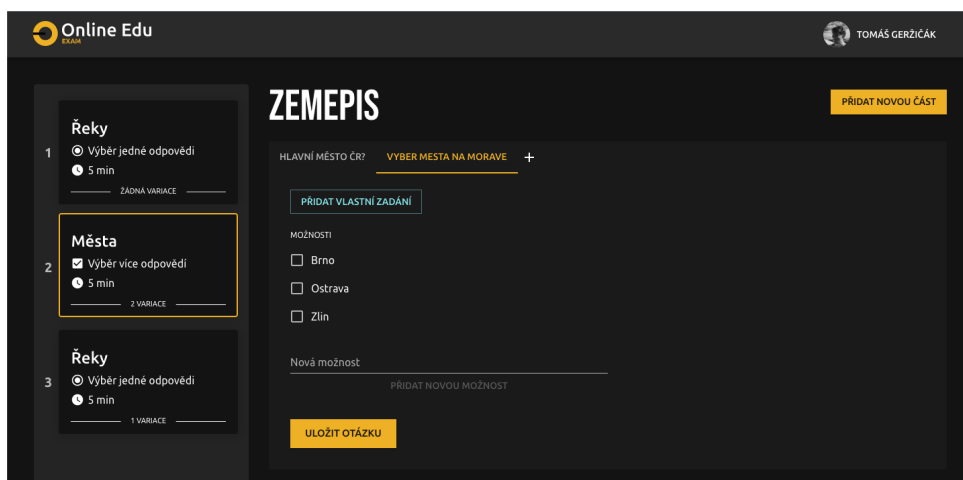 Online Edu
EXAM
TOMÁŠ GERŽIČÁK
1
Řeky
Výběr jedné odpovědi
5 min
ŽÁDNÁ VARIACE
2
Města
Výběr více odpovědí
5 min
2 VARIACE
3
Řeky
Výběr jedné odpovědi
5 min
1 VARIACE
ZEMEPIS
PŘIDAT NOVOU ČÁST
HLAVNÍ MĚSTO ČR?
VYBER MESTA NA MORAVE
+
PŘIDAT VLASTNÍ ZADÁNÍ
MOŽNOSTI
Brno
Ostrava
Zlin
Nová možnost
PŘIDAT NOVOU MOŽNOST
ULOŽIT OTÁZKU